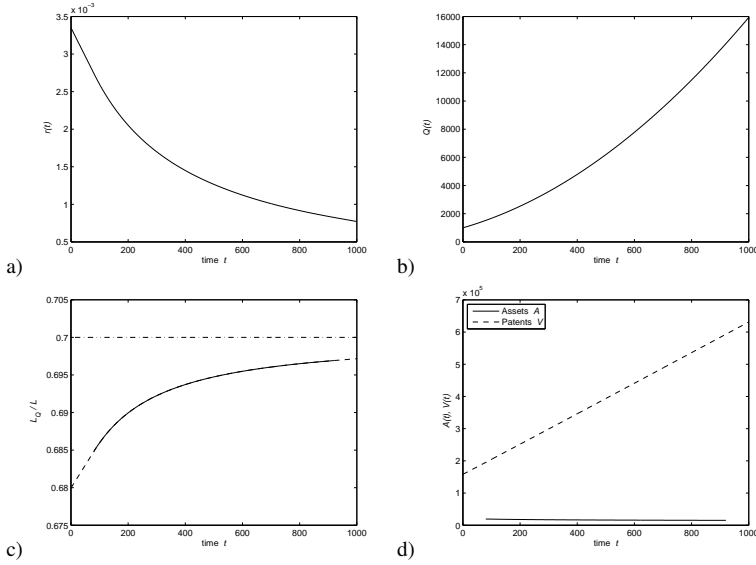 x 10⁻³
3.5
3
2.5
2
1.5
1
0.5
r(t)
0 200 400 600 800 1000
time t
a)
16000
14000
12000
10000
8000
6000
4000
2000
0
Q(t)
0 200 400 600 800 1000
time t
b)
0.705
0.7
0.695
0.69
0.685
0.68
0.675
L_Q / L
0 200 400 600 800 1000
time t
c)
x 10⁵
7
6
5
4
3
2
1
0
A(t), V(t)
Assets A
Patents V
0 200 400 600 800 1000
time t
d)